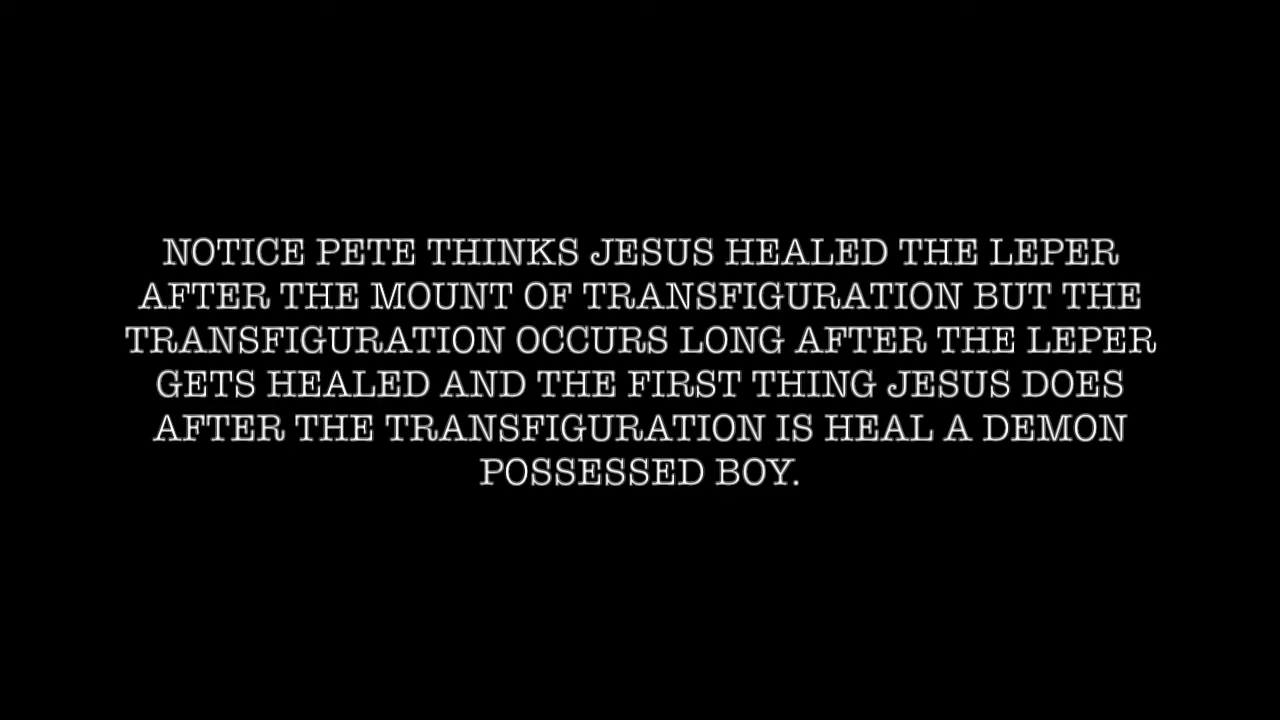 NOTICE PETE THINKS JESUS HEALED THE LEPER
AFTER THE MOUNT OF TRANSFIGURATION BUT THE
TRANSFIGURATION OCCURS LONG AFTER THE LEPER
GETS HEALED AND THE FIRST THING JESUS DOES
AFTER THE TRANSFIGURATION IS HEAL A DEMON
POSSESSED BOY.